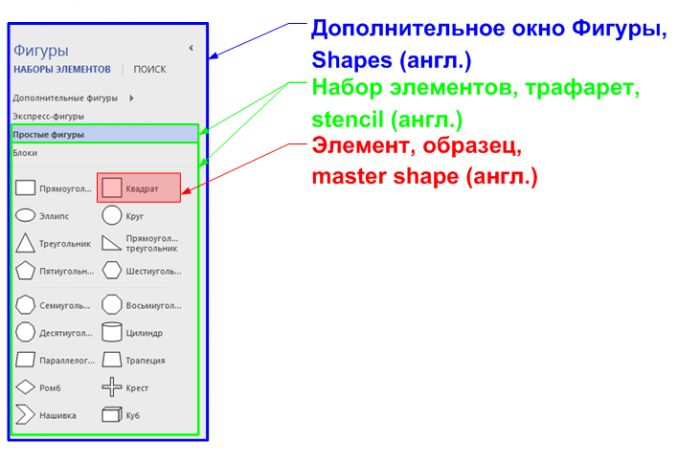 Фигуры
НАБОРЫ ЭЛЕМЕНТОВ | ПОИСК
Дополнительные фигуры
Экспресс-фигуры
Простые фигуры
Блоки
Прямоугол... Квадрат
Эллипс Круг
Треугольник Прямоугол... треугольник
Пятиугольн... Шестиуголь...
Семиуголь... Восьмиугол...
Десятиугол... Цилиндр
Параллелог... Трапеция
Ромб Крест
Нашивка Куб
Дополнительное окно Фигуры,
Shapes (англ.)
Набор элементов, трафарет,
stencil (англ.)
Элемент, образец,
master shape (англ.)